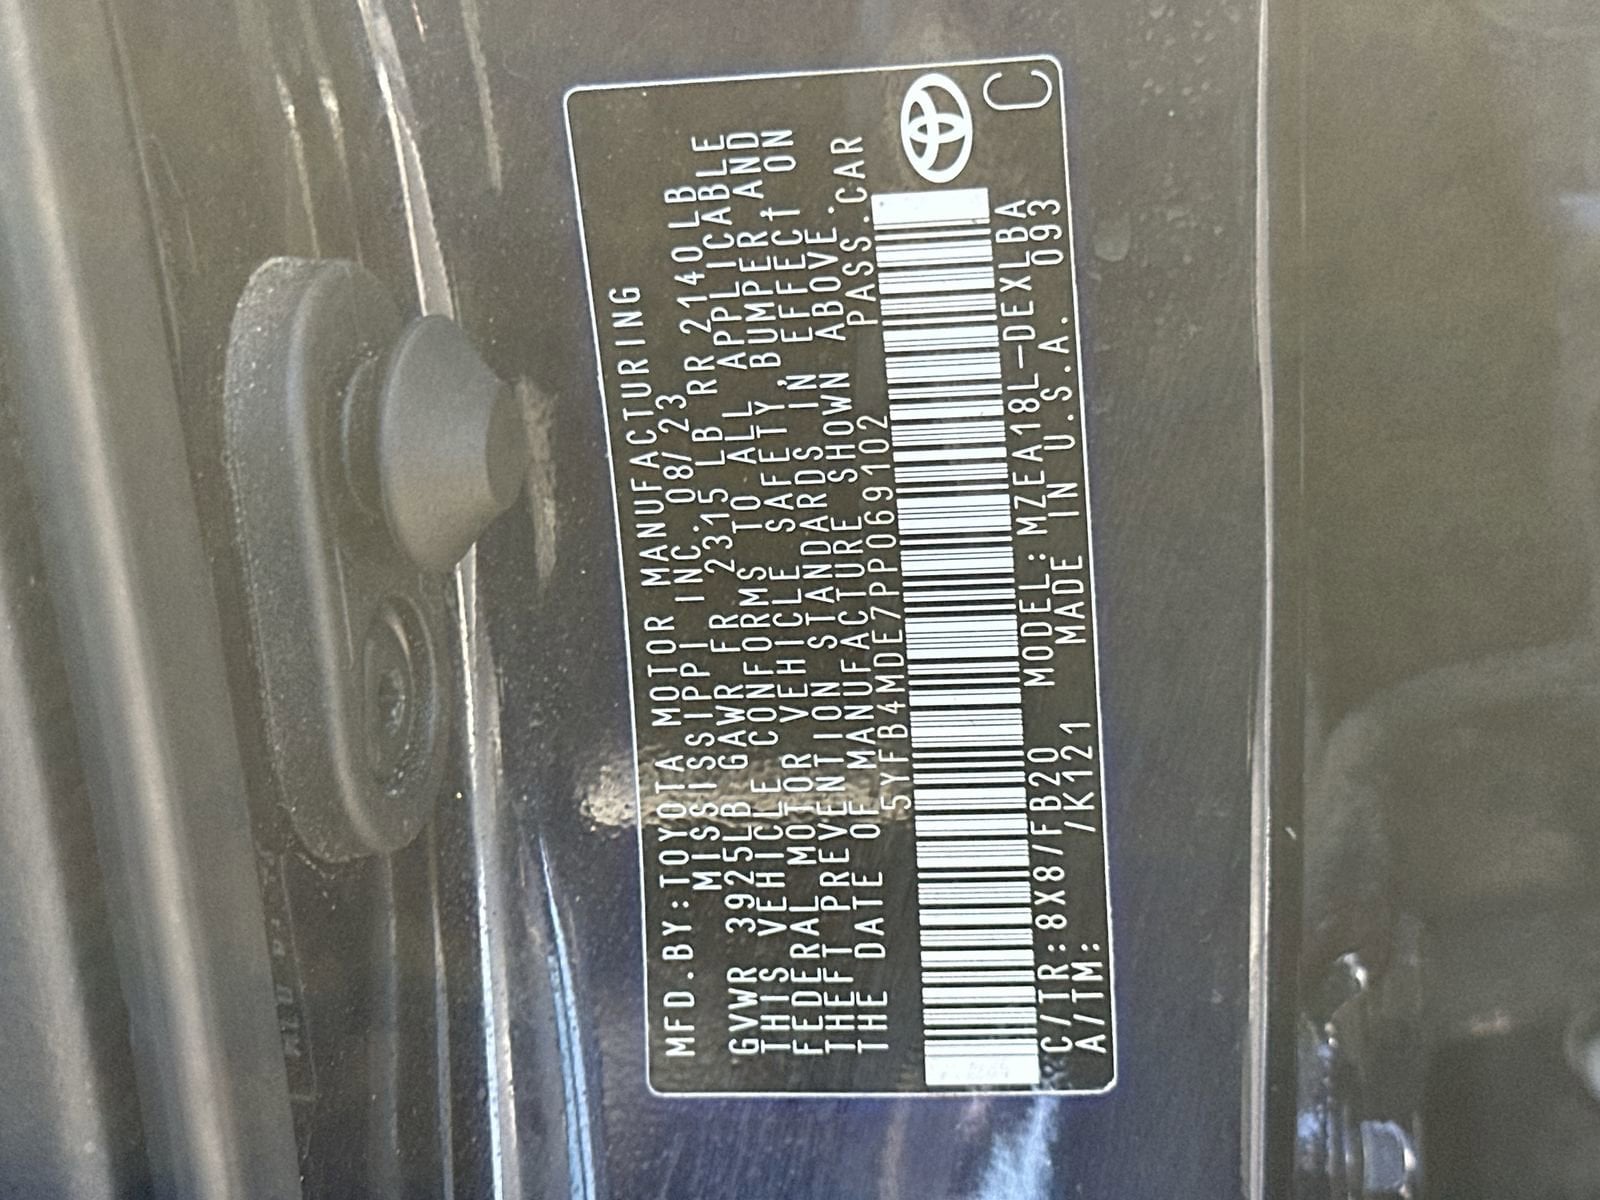 MFD.BY:TOYOTA MOTOR MANUFACTURING
MISSISSIPPI INC. 08/23
GVWR 3925LB GAWR FR 2315LB RR 2140LB
THIS VEHICLE CONFORMS TO ALL APPLICABLE
FEDERAL MOTOR VEHICLE SAFETY, BUMPER, AND
THEFT PREVENTION STANDARDS IN EFFECT ON
THE DATE OF MANUFACTURE SHOWN ABOVE.
5YFB4MDE7PP069102 PASS.CAR
C/TR:8X8/FB20 MODEL:MZEA18L-DEXLBA
A/TM: /K121 MADE IN U.S.A. 093
C